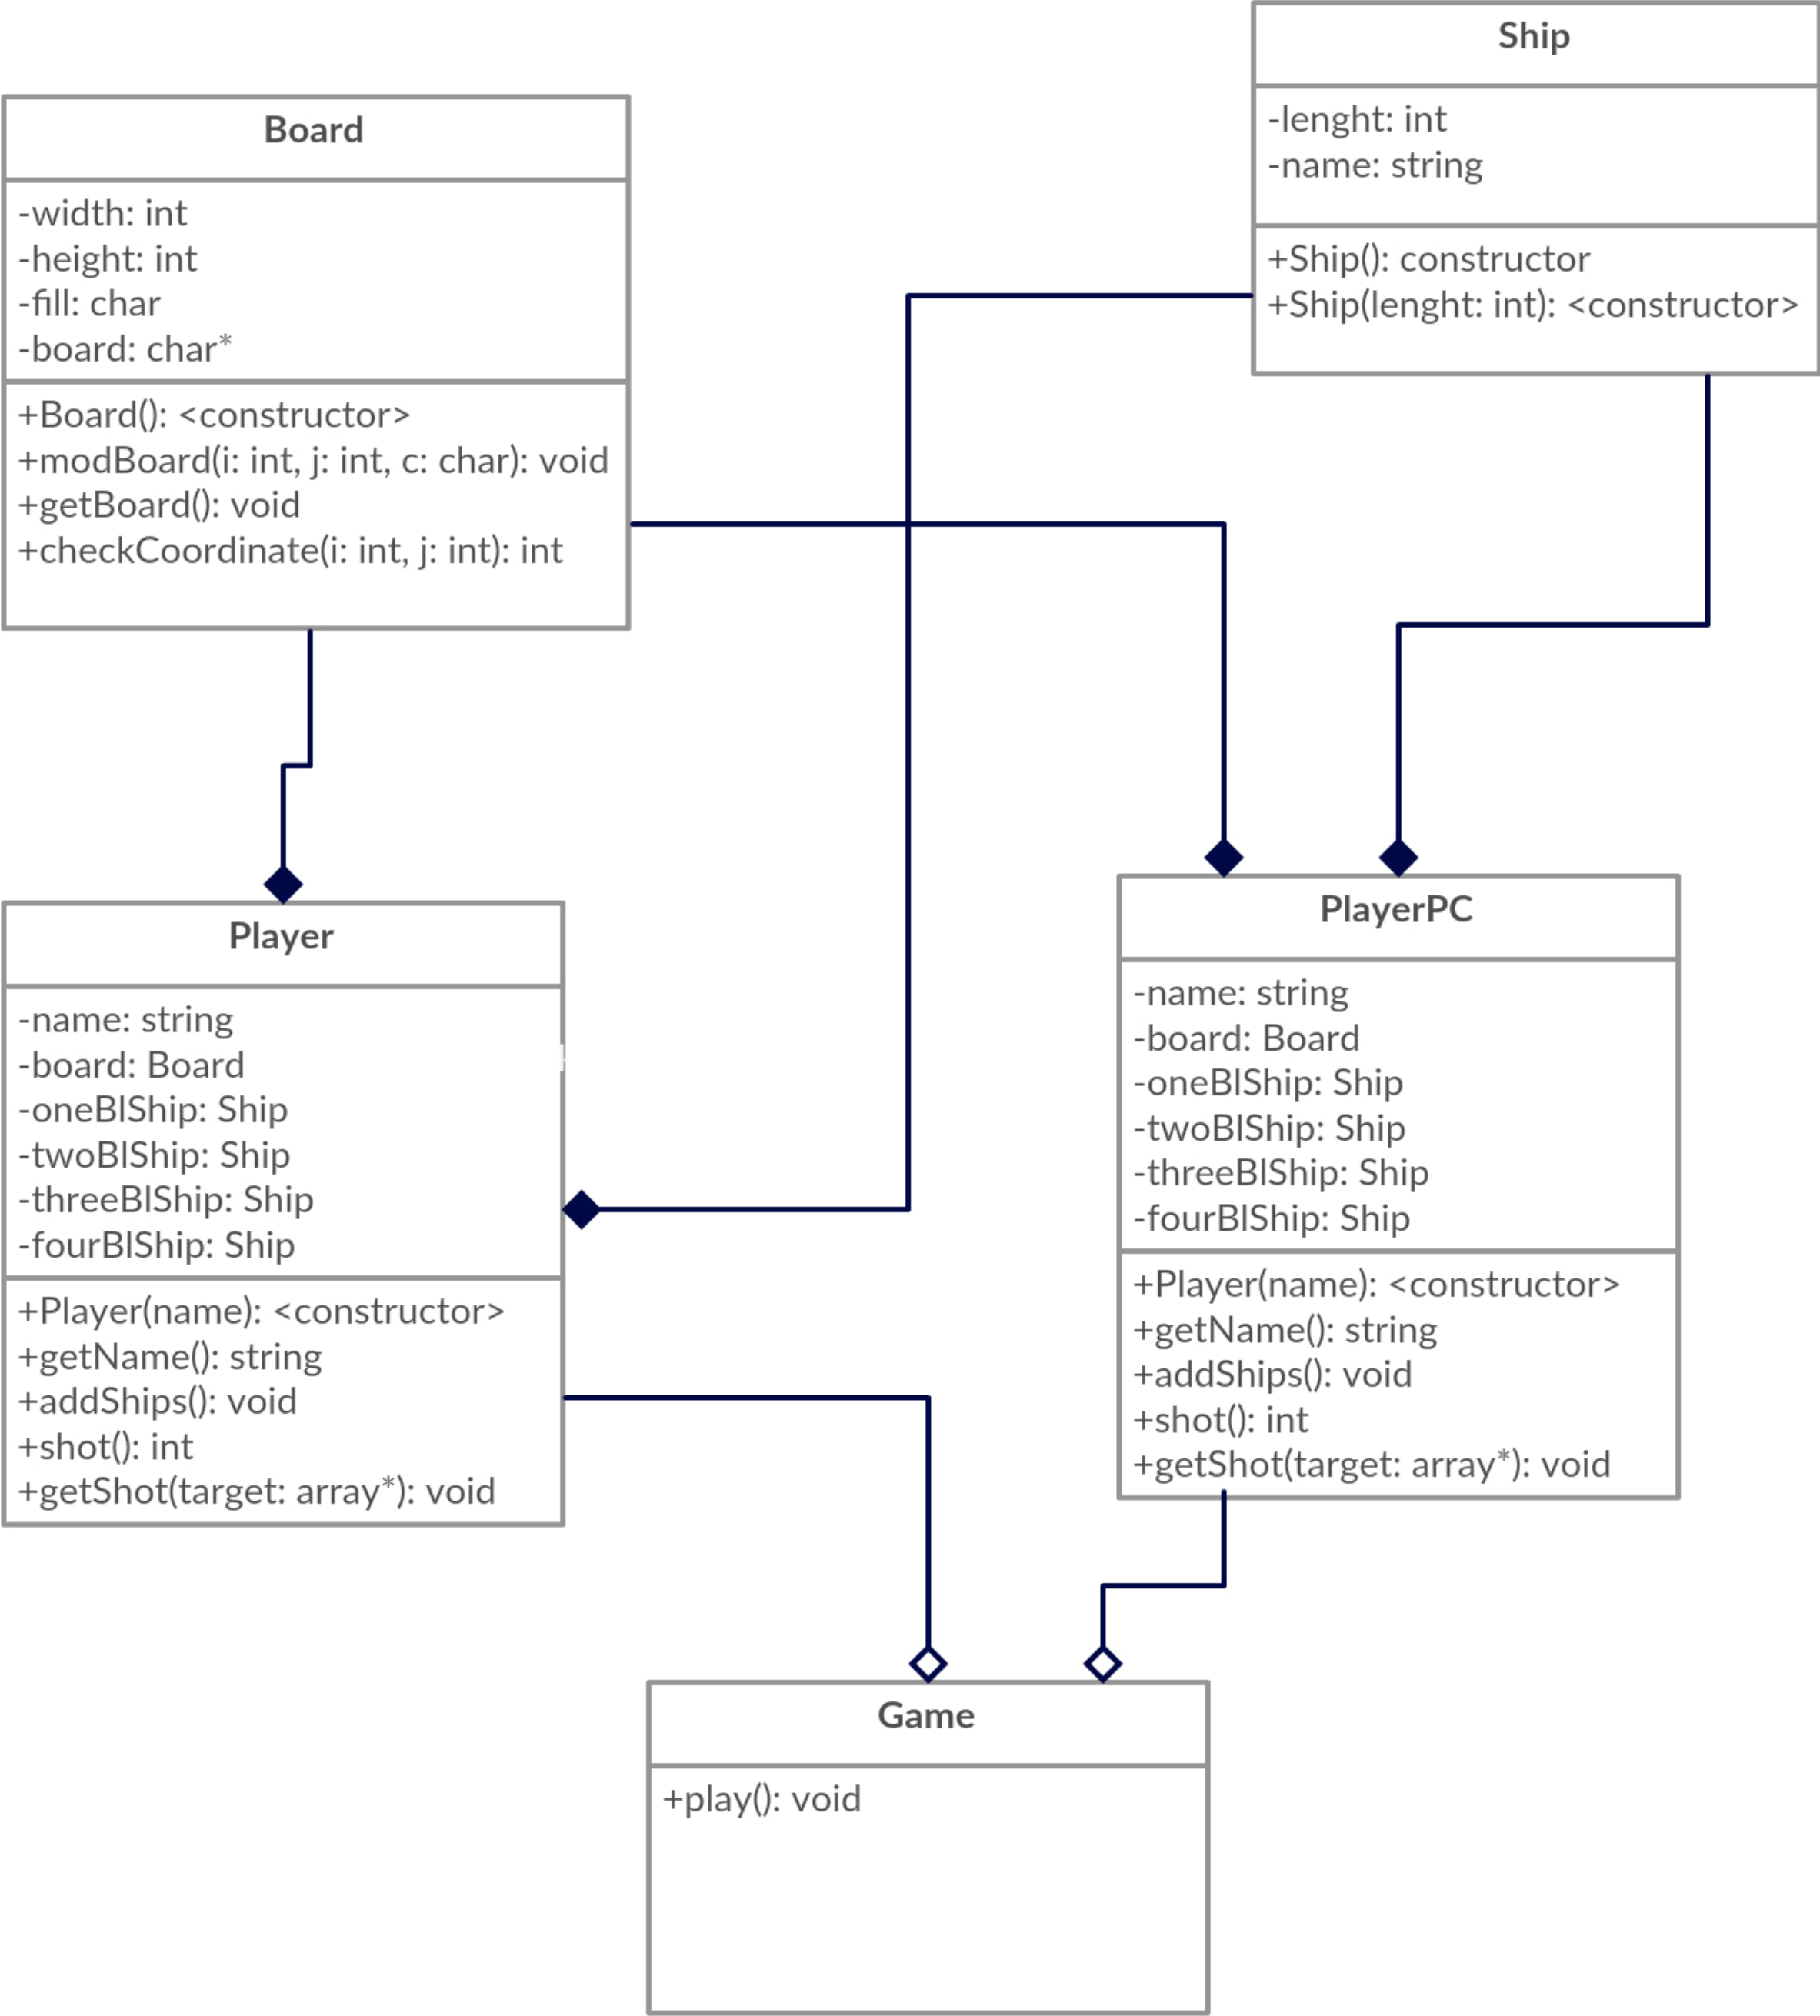 Ship
-lenght: int
-name: string
+Ship(): constructor
+Ship(lenght: int): <constructor>
Board
-width: int
-height: int
-fill: char
-board: char*
+Board(): <constructor>
+modBoard(i: int, j: int, c: char): void
+getBoard(): void
+checkCoordinate(i: int, j: int): int
Player
-name: string
-board: Board
-oneBlShip: Ship
-twoBlShip: Ship
-threeBlShip: Ship
-fourBlShip: Ship
+Player(name): <constructor>
+getName(): string
+addShips(): void
+shot(): int
+getShot(target: array*): void
PlayerPC
-name: string
-board: Board
-oneBlShip: Ship
-twoBlShip: Ship
-threeBlShip: Ship
-fourBlShip: Ship
+Player(name): <constructor>
+getName(): string
+addShips(): void
+shot(): int
+getShot(target: array*): void
Game
+play(): void